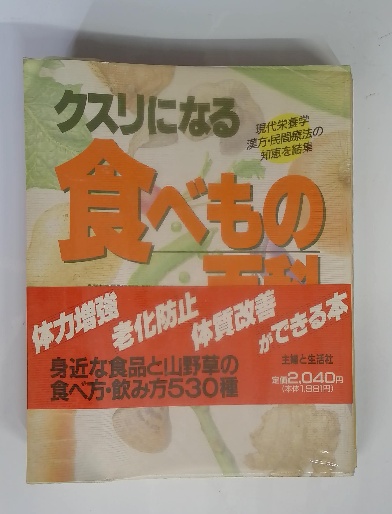 クスリになる
現代栄養学
漢方・民間療法の
知恵を結集
食べもの
百科
体力増強
老化防止
体質改善
ができる本
身近な食品と山野草の
食べ方・飲み方530種
主婦と生活社
定価2,040円
(本体1,981円)